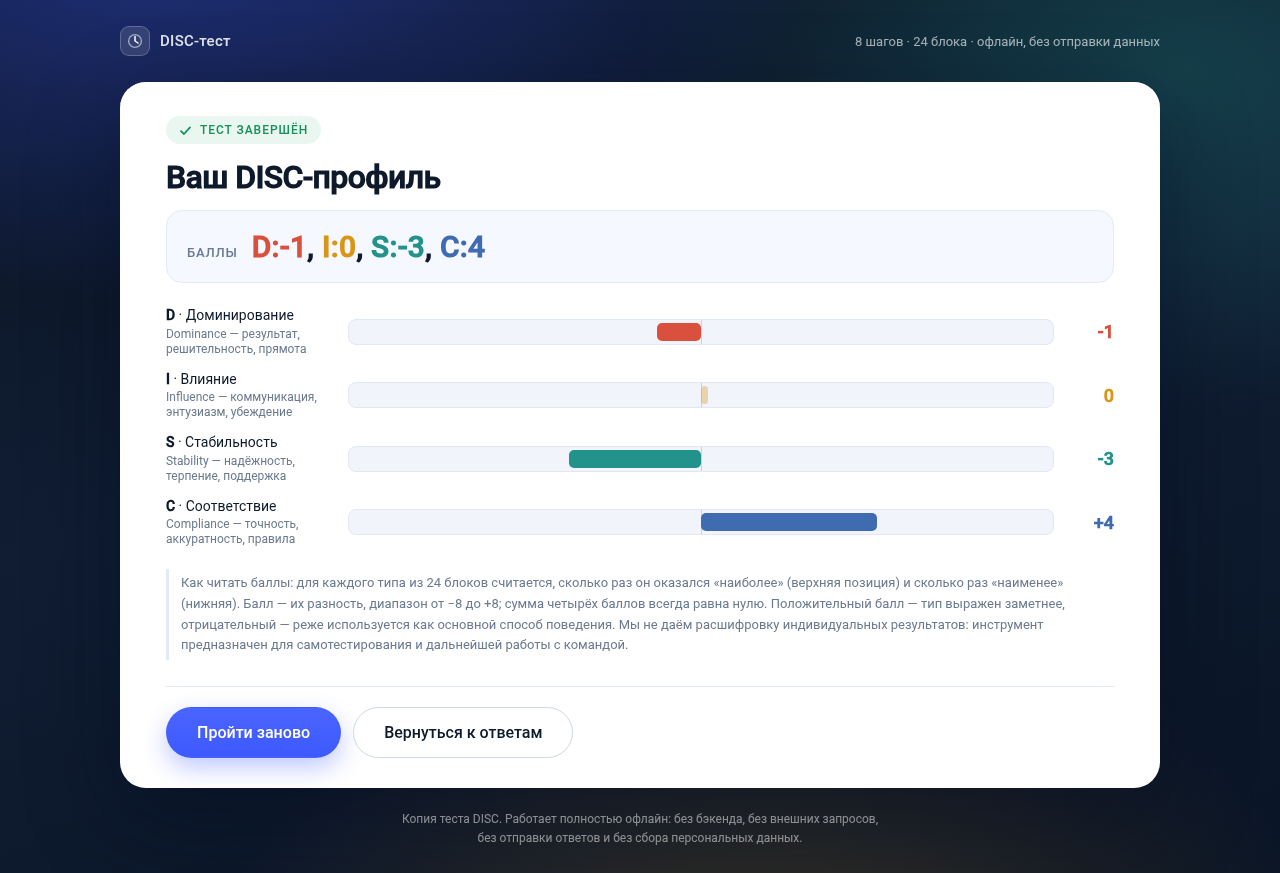 DISC-тест
8 шагов · 24 блока · офлайн, без отправки данных
ТЕСТ ЗАВЕРШЁН
Ваш DISC-профиль
БАЛЛЫ D:-1, I:0, S:-3, C:4
D · Доминирование
Dominance — результат,
решительность, прямота
-1
I · Влияние
Influence — коммуникация,
энтузиазм, убеждение
0
S · Стабильность
Stability — надёжность,
терпение, поддержка
-3
C · Соответствие
Compliance — точность,
аккуратность, правила
+4
Как читать баллы: для каждого типа из 24 блоков считается, сколько раз он оказался «наиболее» (верхняя позиция) и сколько раз «наименее»
(нижняя). Балл — их разность, диапазон от −8 до +8; сумма четырёх баллов всегда равна нулю. Положительный балл — тип выражен заметнее,
отрицательный — реже используется как основной способ поведения. Мы не даём расшифровку индивидуальных результатов: инструмент
предназначен для самотестирования и дальнейшей работы с командой.
Пройти заново
Вернуться к ответам
Копия теста DISC. Работает полностью офлайн: без бэкенда, без внешних запросов,
без отправки ответов и без сбора персональных данных.